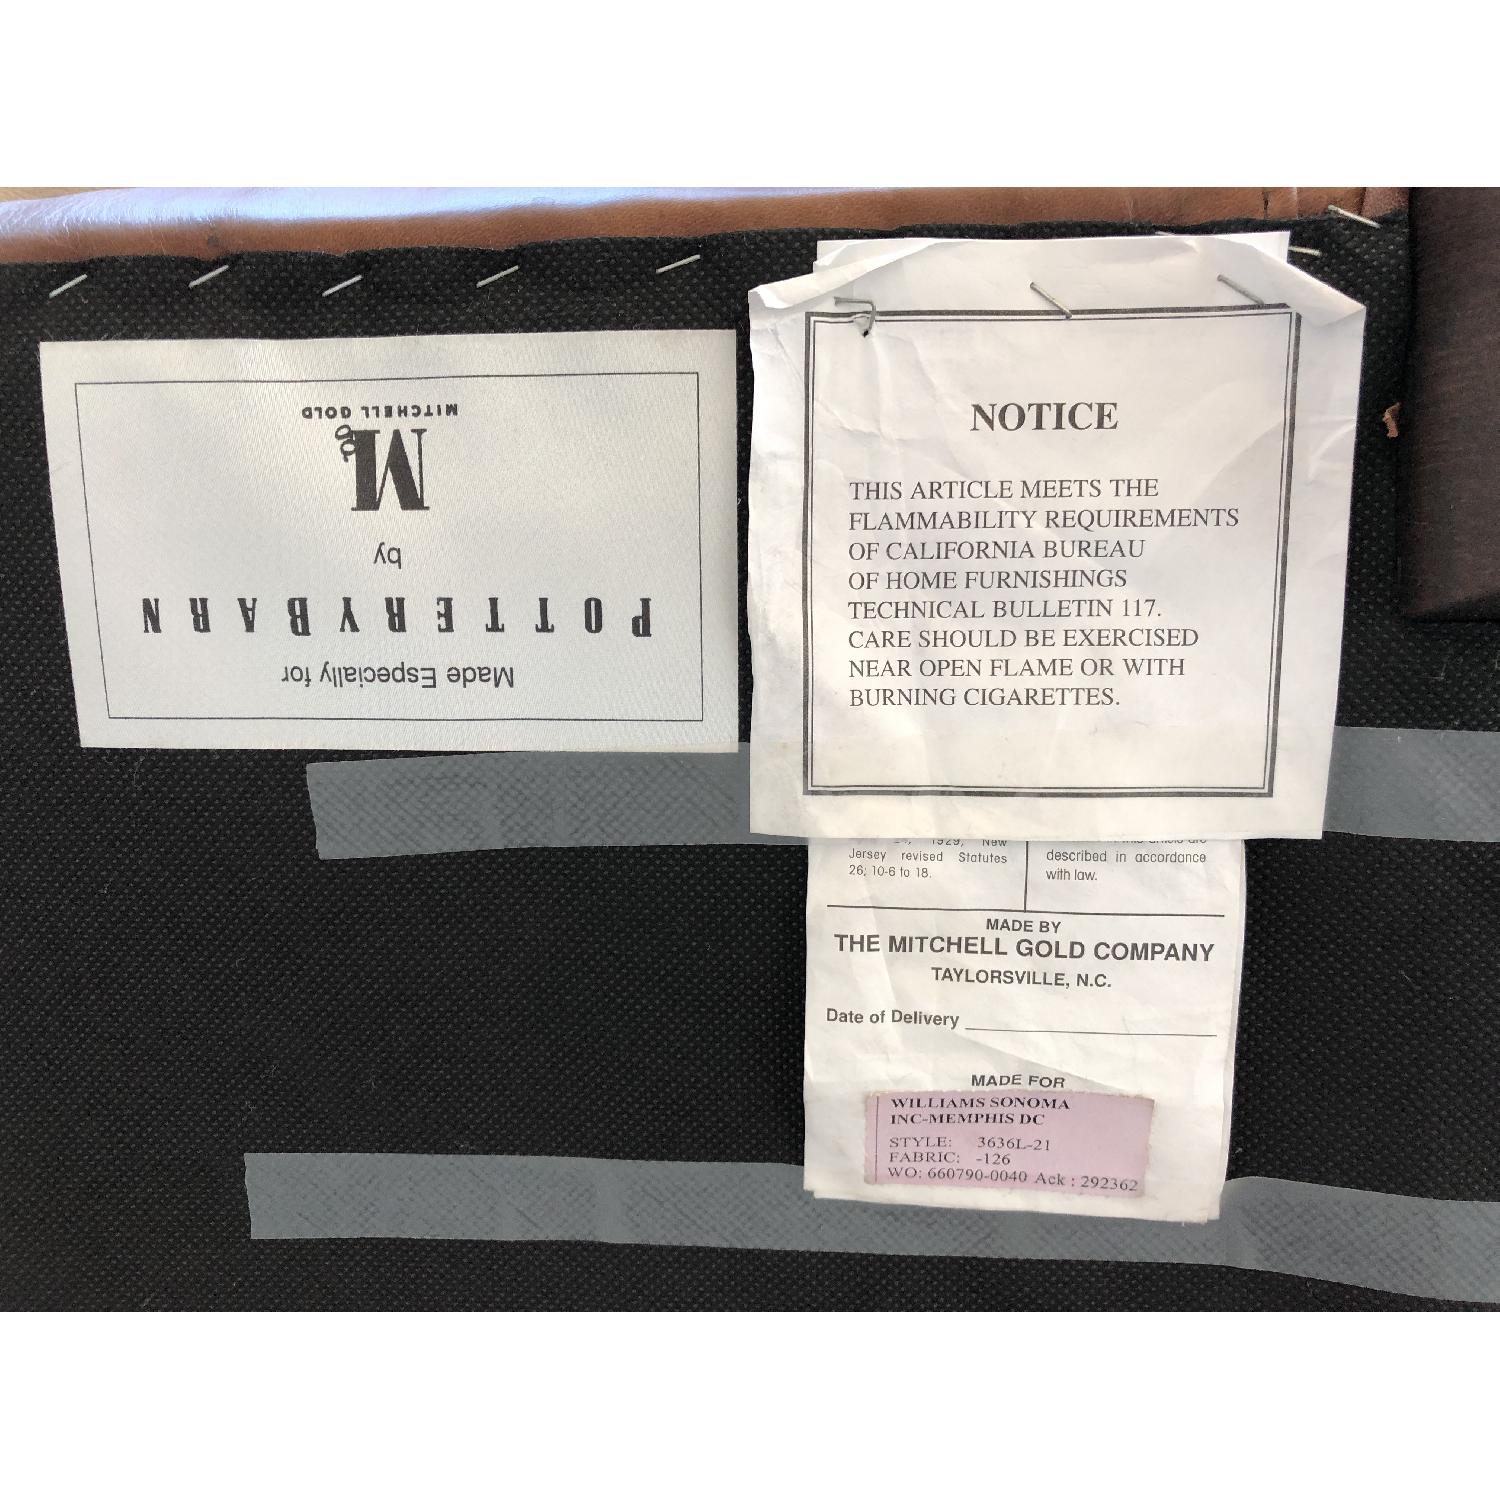 Made Especially for
POTTERYBARN
by
M
MITCHELL GOLD
NOTICE
THIS ARTICLE MEETS THE
FLAMMABILITY REQUIREMENTS
OF CALIFORNIA BUREAU
OF HOME FURNISHINGS
TECHNICAL BULLETIN 117.
CARE SHOULD BE EXERCISED
NEAR OPEN FLAME OR WITH
BURNING CIGARETTES.
1929, New
Jersey revised Statutes
26; 10-6 to 18.
this article are
described in accordance
with law.
MADE BY
THE MITCHELL GOLD COMPANY
TAYLORSVILLE, N.C.
Date of Delivery
MADE FOR
WILLIAMS SONOMA
INC-MEMPHIS DC
STYLE: 3636L-21
FABRIC: -126
WO: 660790-0040 Ack : 292362